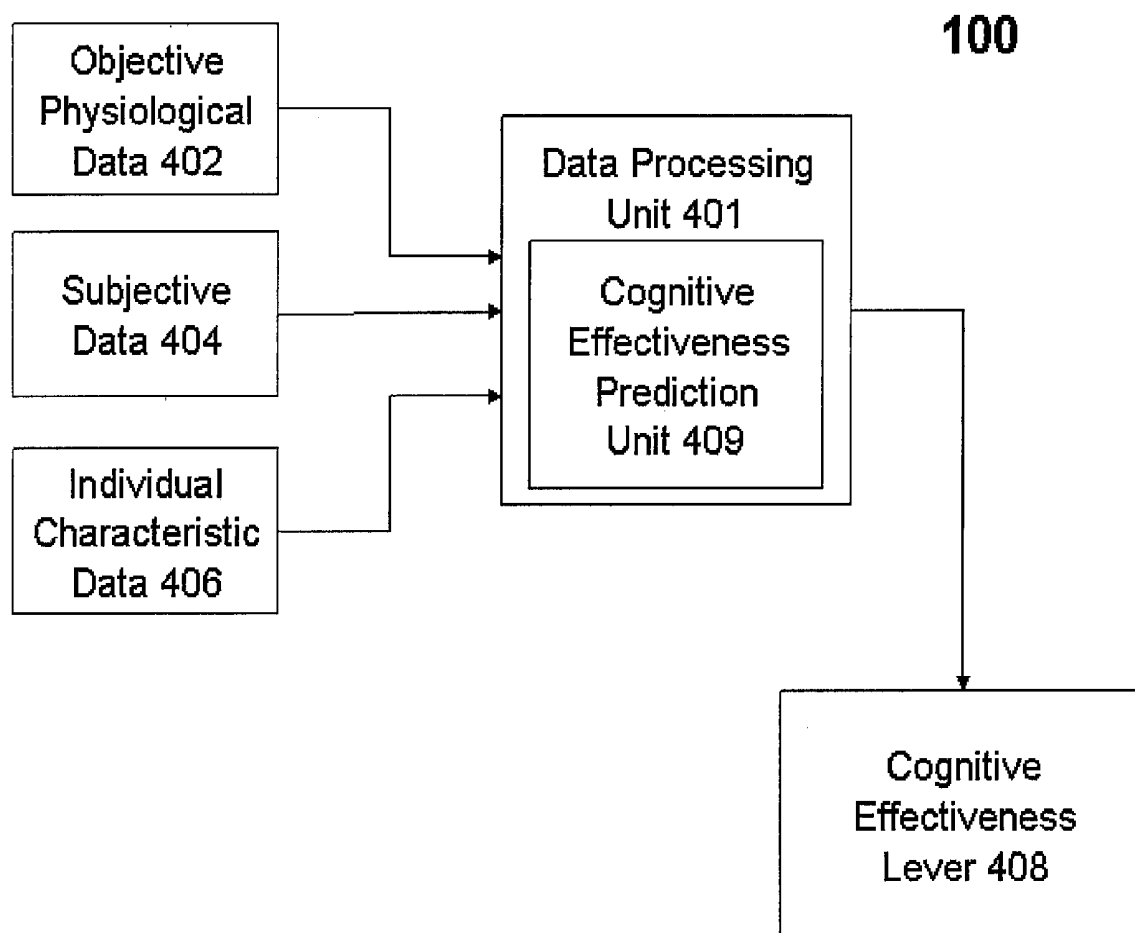 100
Objective
Physiological
Data 402
Subjective
Data 404
Individual
Characteristic
Data 406
Data Processing
Unit 401
Cognitive
Effectiveness
Prediction
Unit 409
Cognitive
Effectiveness
Lever 408